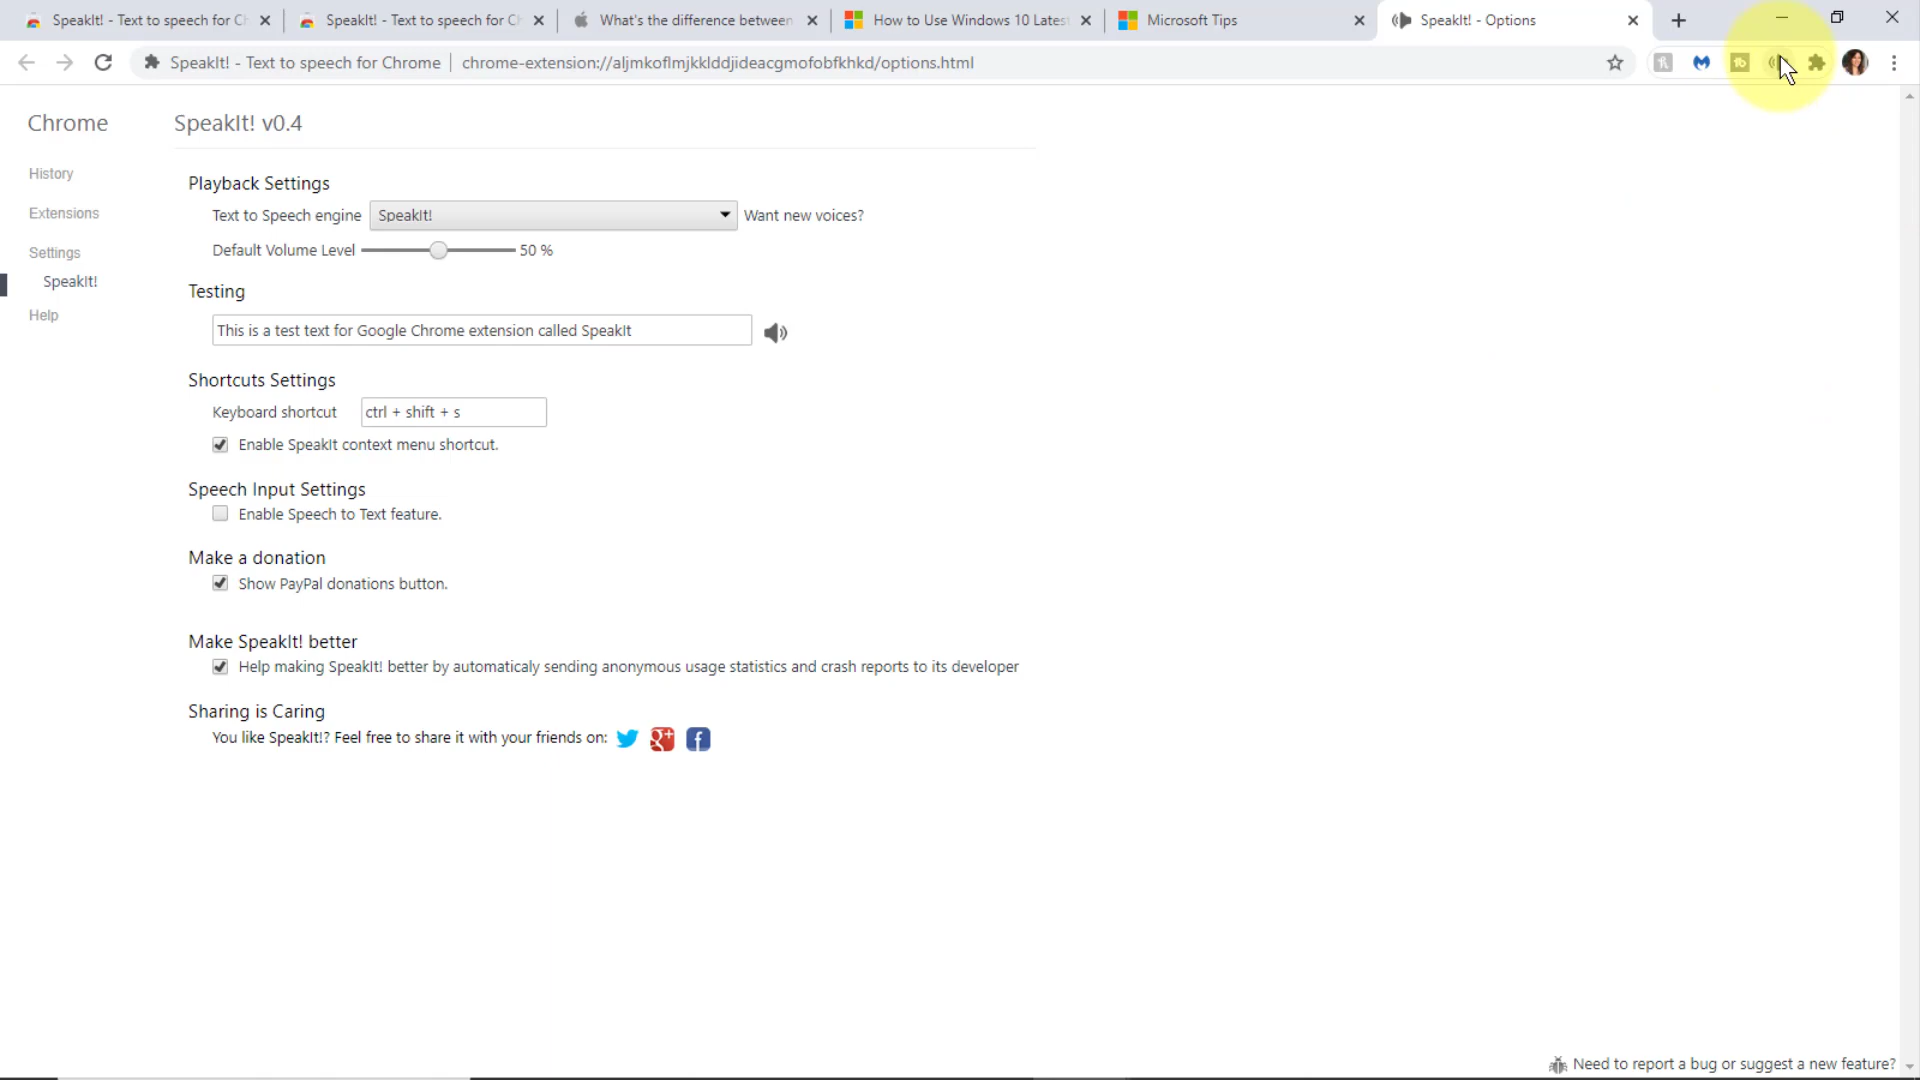 SpeakIt! - Text to speech for C
SpeakIt! - Text to speech for Ch
What's the difference between
How to Use Windows 10 Latest
Microsoft Tips
SpeakIt! - Options
SpeakIt! - Text to speech for Chrome | chrome-extension://aljmkoflmjkklddjideacgmofobfkhkd/options.html
Chrome
History
Extensions
Settings
SpeakIt!
Help
SpeakIt! v0.4
Playback Settings
Text to Speech engine SpeakIt! Want new voices?
Default Volume Level 50 %
Testing
This is a test text for Google Chrome extension called SpeakIt
Shortcuts Settings
Keyboard shortcut ctrl + shift + s
Enable SpeakIt context menu shortcut.
Speech Input Settings
Enable Speech to Text feature.
Make a donation
Show PayPal donations button.
Make SpeakIt! better
Help making SpeakIt! better by automaticaly sending anonymous usage statistics and crash reports to its developer
Sharing is Caring
You like SpeakIt!? Feel free to share it with your friends on:
Need to report a bug or suggest a new feature?